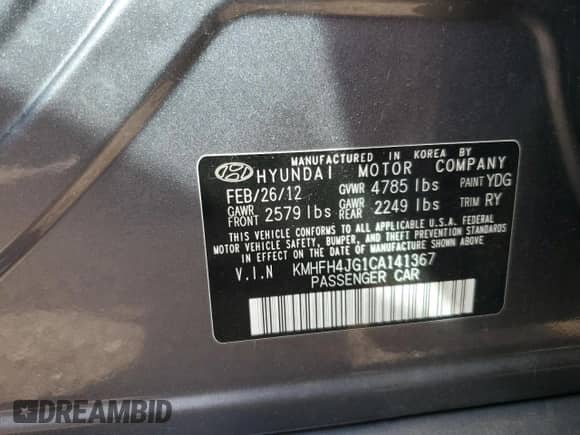 MANUFACTURED IN KOREA BY
HYUNDAI MOTOR COMPANY
FEB/26/12 GVWR 4785 lbs PAINT YDG
GAWR FRONT 2579 lbs GAWR REAR 2249 lbs TRIM RY
THIS VEHICLE CONFORMS TO ALL APPLICABLE U.S.A. FEDERAL
MOTOR VEHICLE SAFETY, BUMPER, AND THEFT PREVENTION STANDARDS
IN EFFECT ON THE DATE OF MANUFACTURE SHOWN ABOVE.
V.I.N KMHFH4JG1CA141367
PASSENGER CAR
DREAMBID